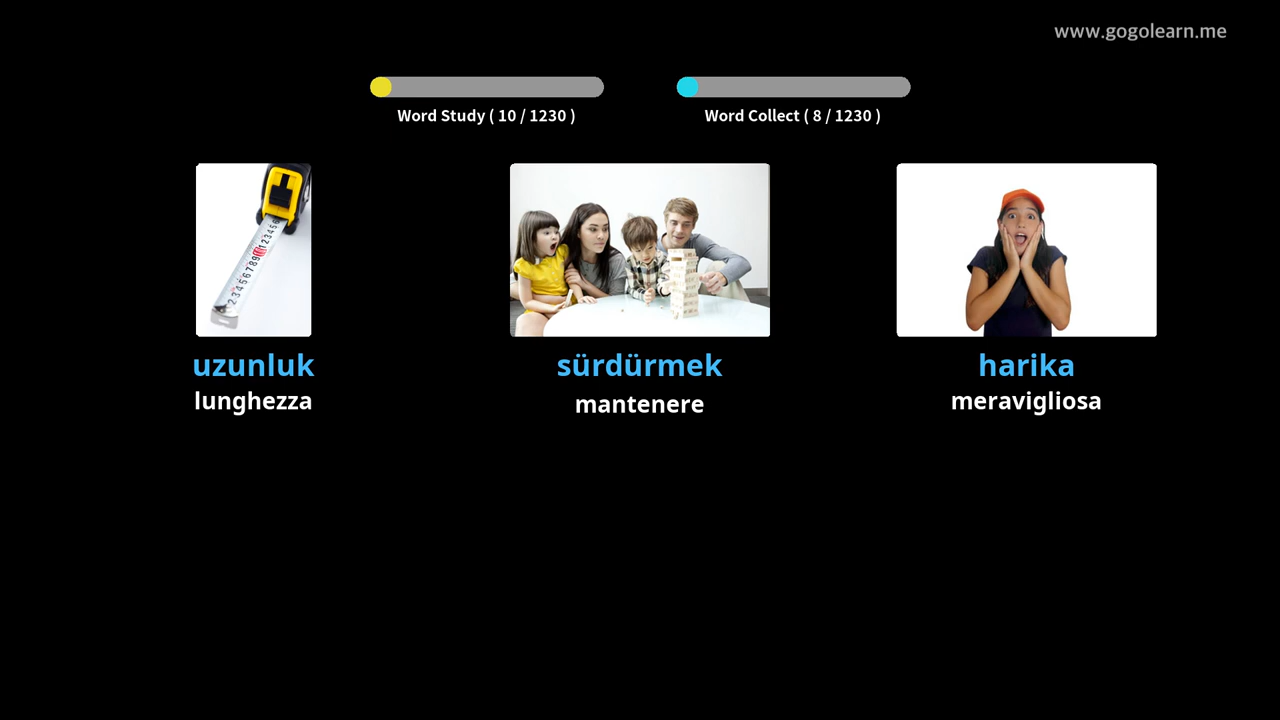 www.gogolearn.me
Word Study ( 10 / 1230 )
Word Collect ( 8 / 1230 )
uzunluk
lunghezza
sürdürmek
mantenere
harika
meravigliosa